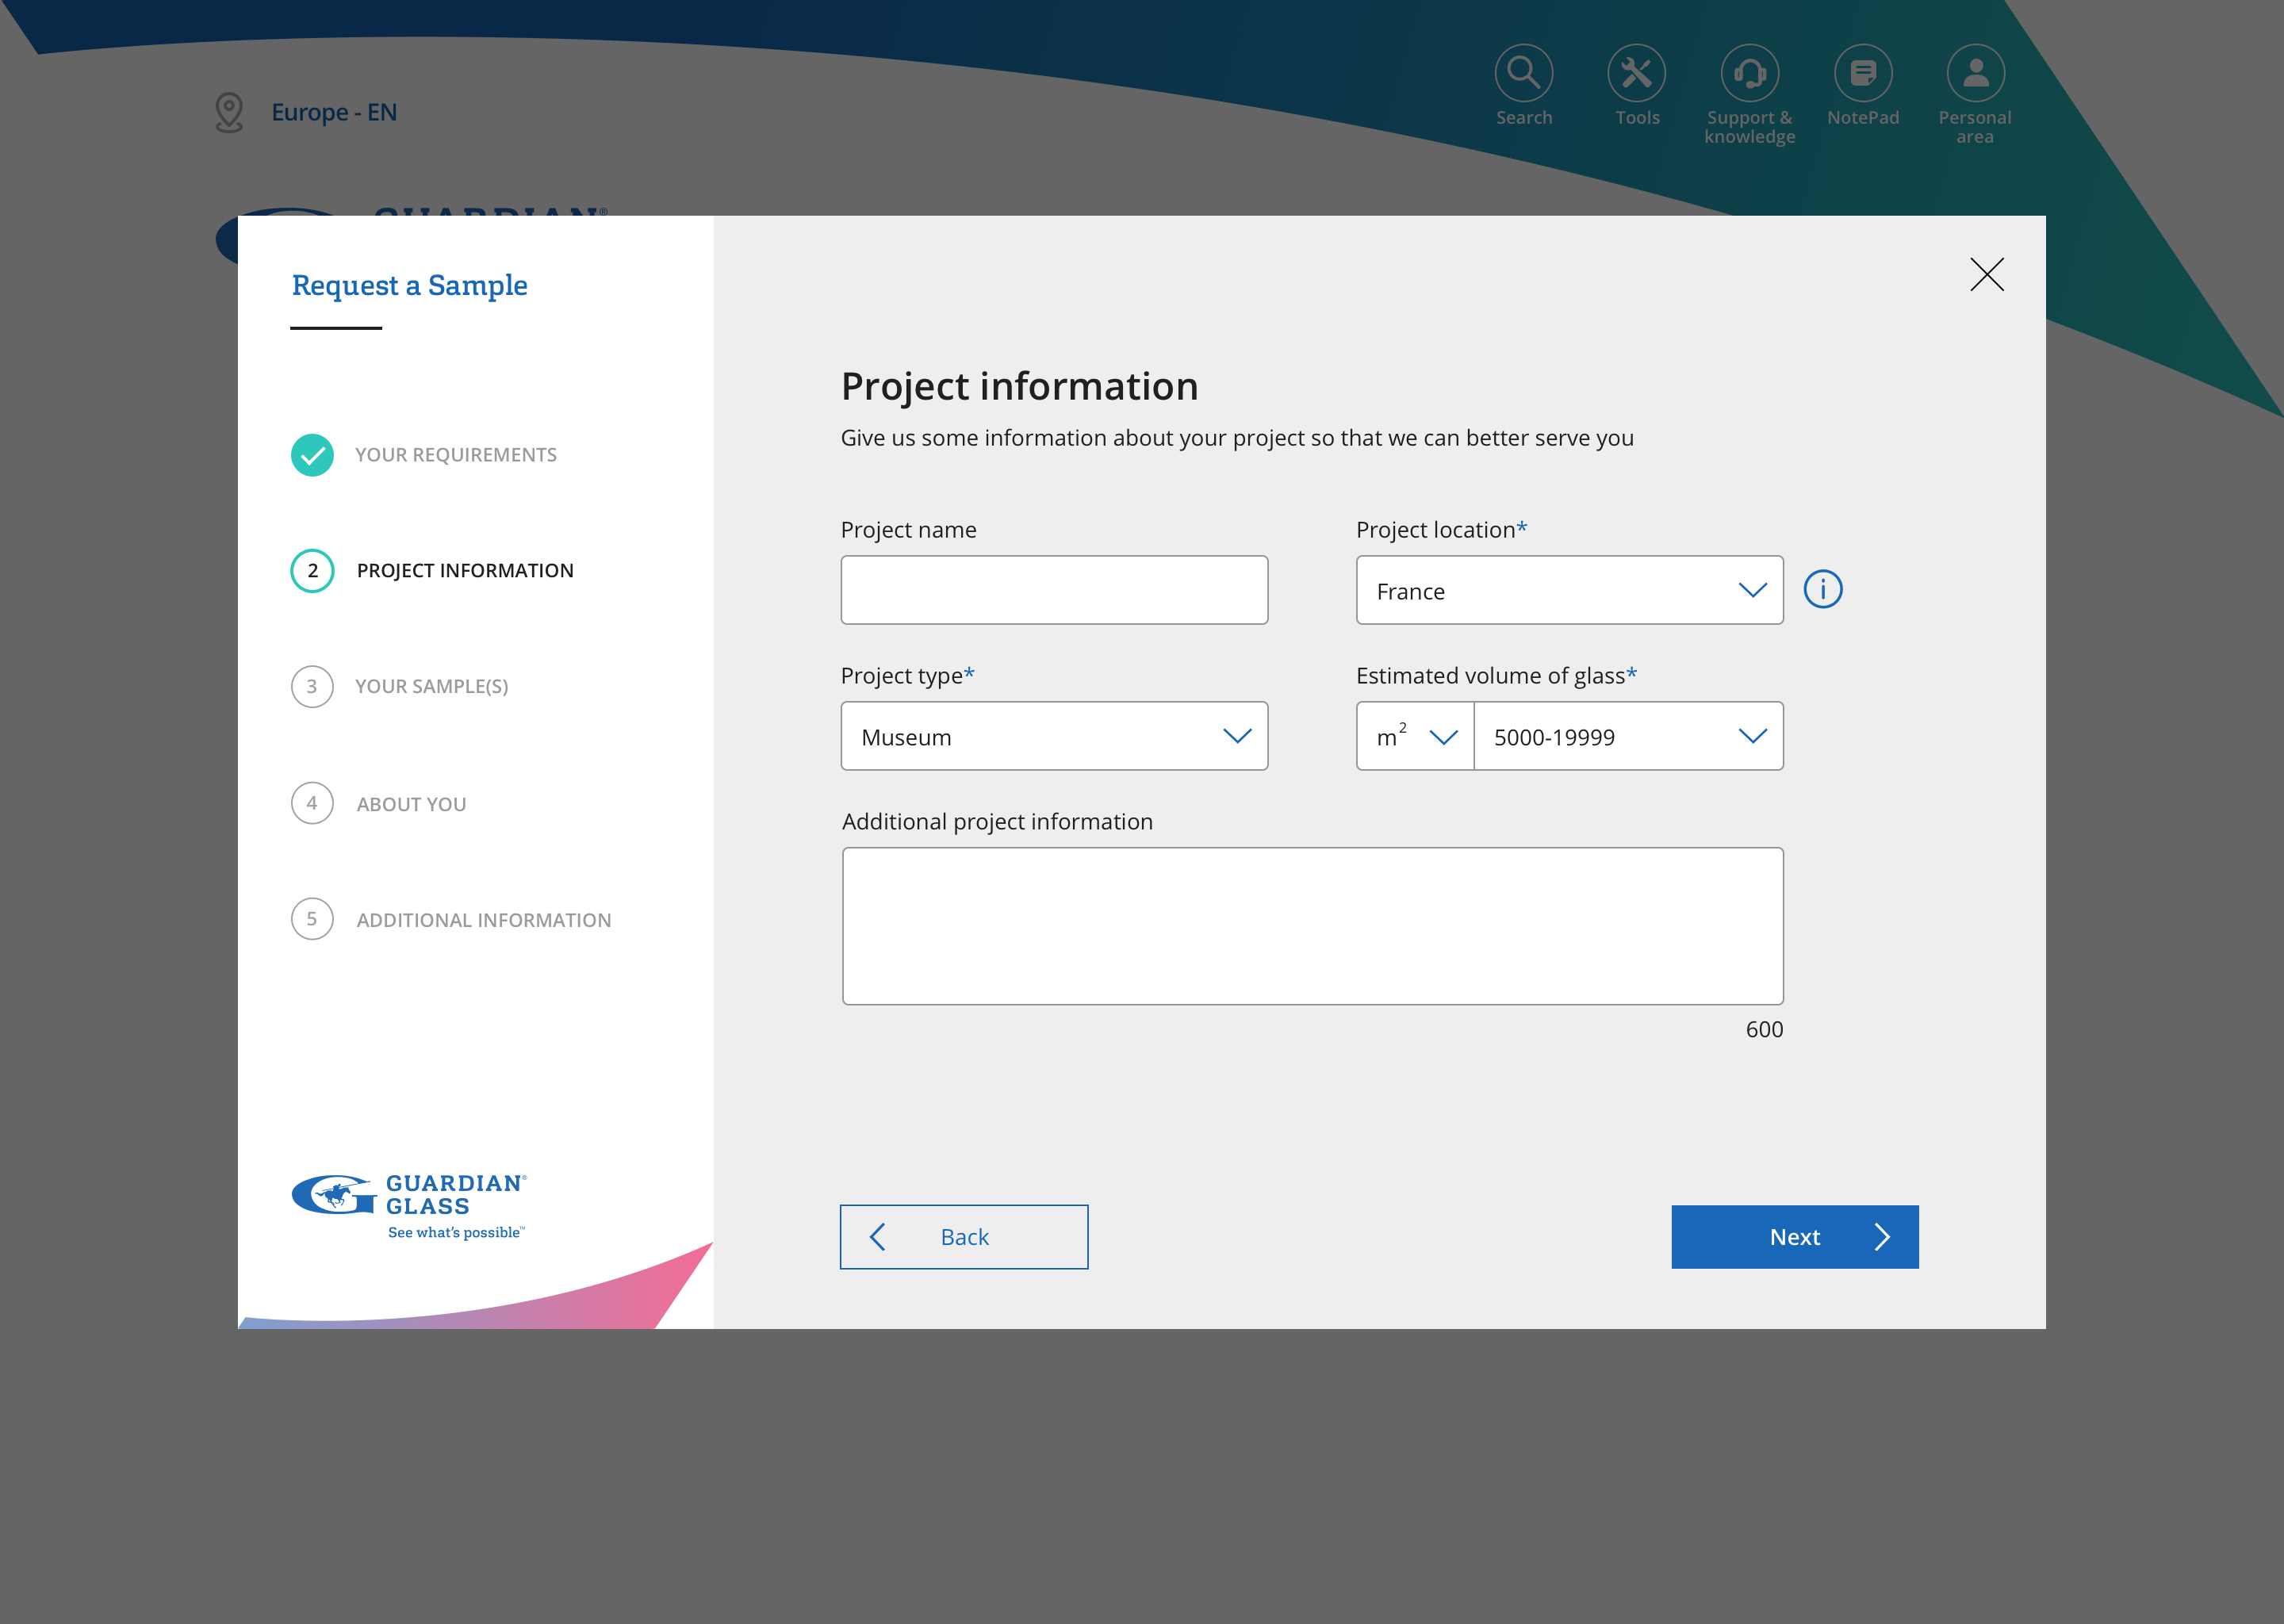 Europe - EN
Search
Tools
Support &
knowledge
NotePad
Personal
area
GUARDIAN®
Request a Sample
YOUR REQUIREMENTS
2 PROJECT INFORMATION
3 YOUR SAMPLE(S)
4 ABOUT YOU
5 ADDITIONAL INFORMATION
GUARDIAN®
GLASS
See what's possible™
Project information
Give us some information about your project so that we can better serve you
Project name
Project location*
France
i
Project type*
Museum
Estimated volume of glass*
m²
5000-19999
Additional project information
600
Back
Next